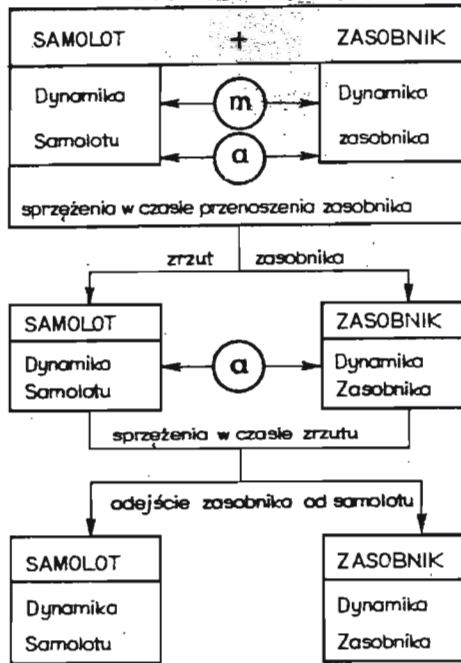 SAMOLOT + ZASOBNIK
Dynamika m Dynamika
Samolotu a zasobnika
sprzężenia w czasie przenoszenia zasobnika
zrzut zasobnika
SAMOLOT ZASOBNIK
Dynamika a Dynamika
Samolotu Zasobnika
sprzężenia w czasie zrzutu
odejście zasobnika od samolotu
SAMOLOT ZASOBNIK
Dynamika Dynamika
Samolotu Zasobnika